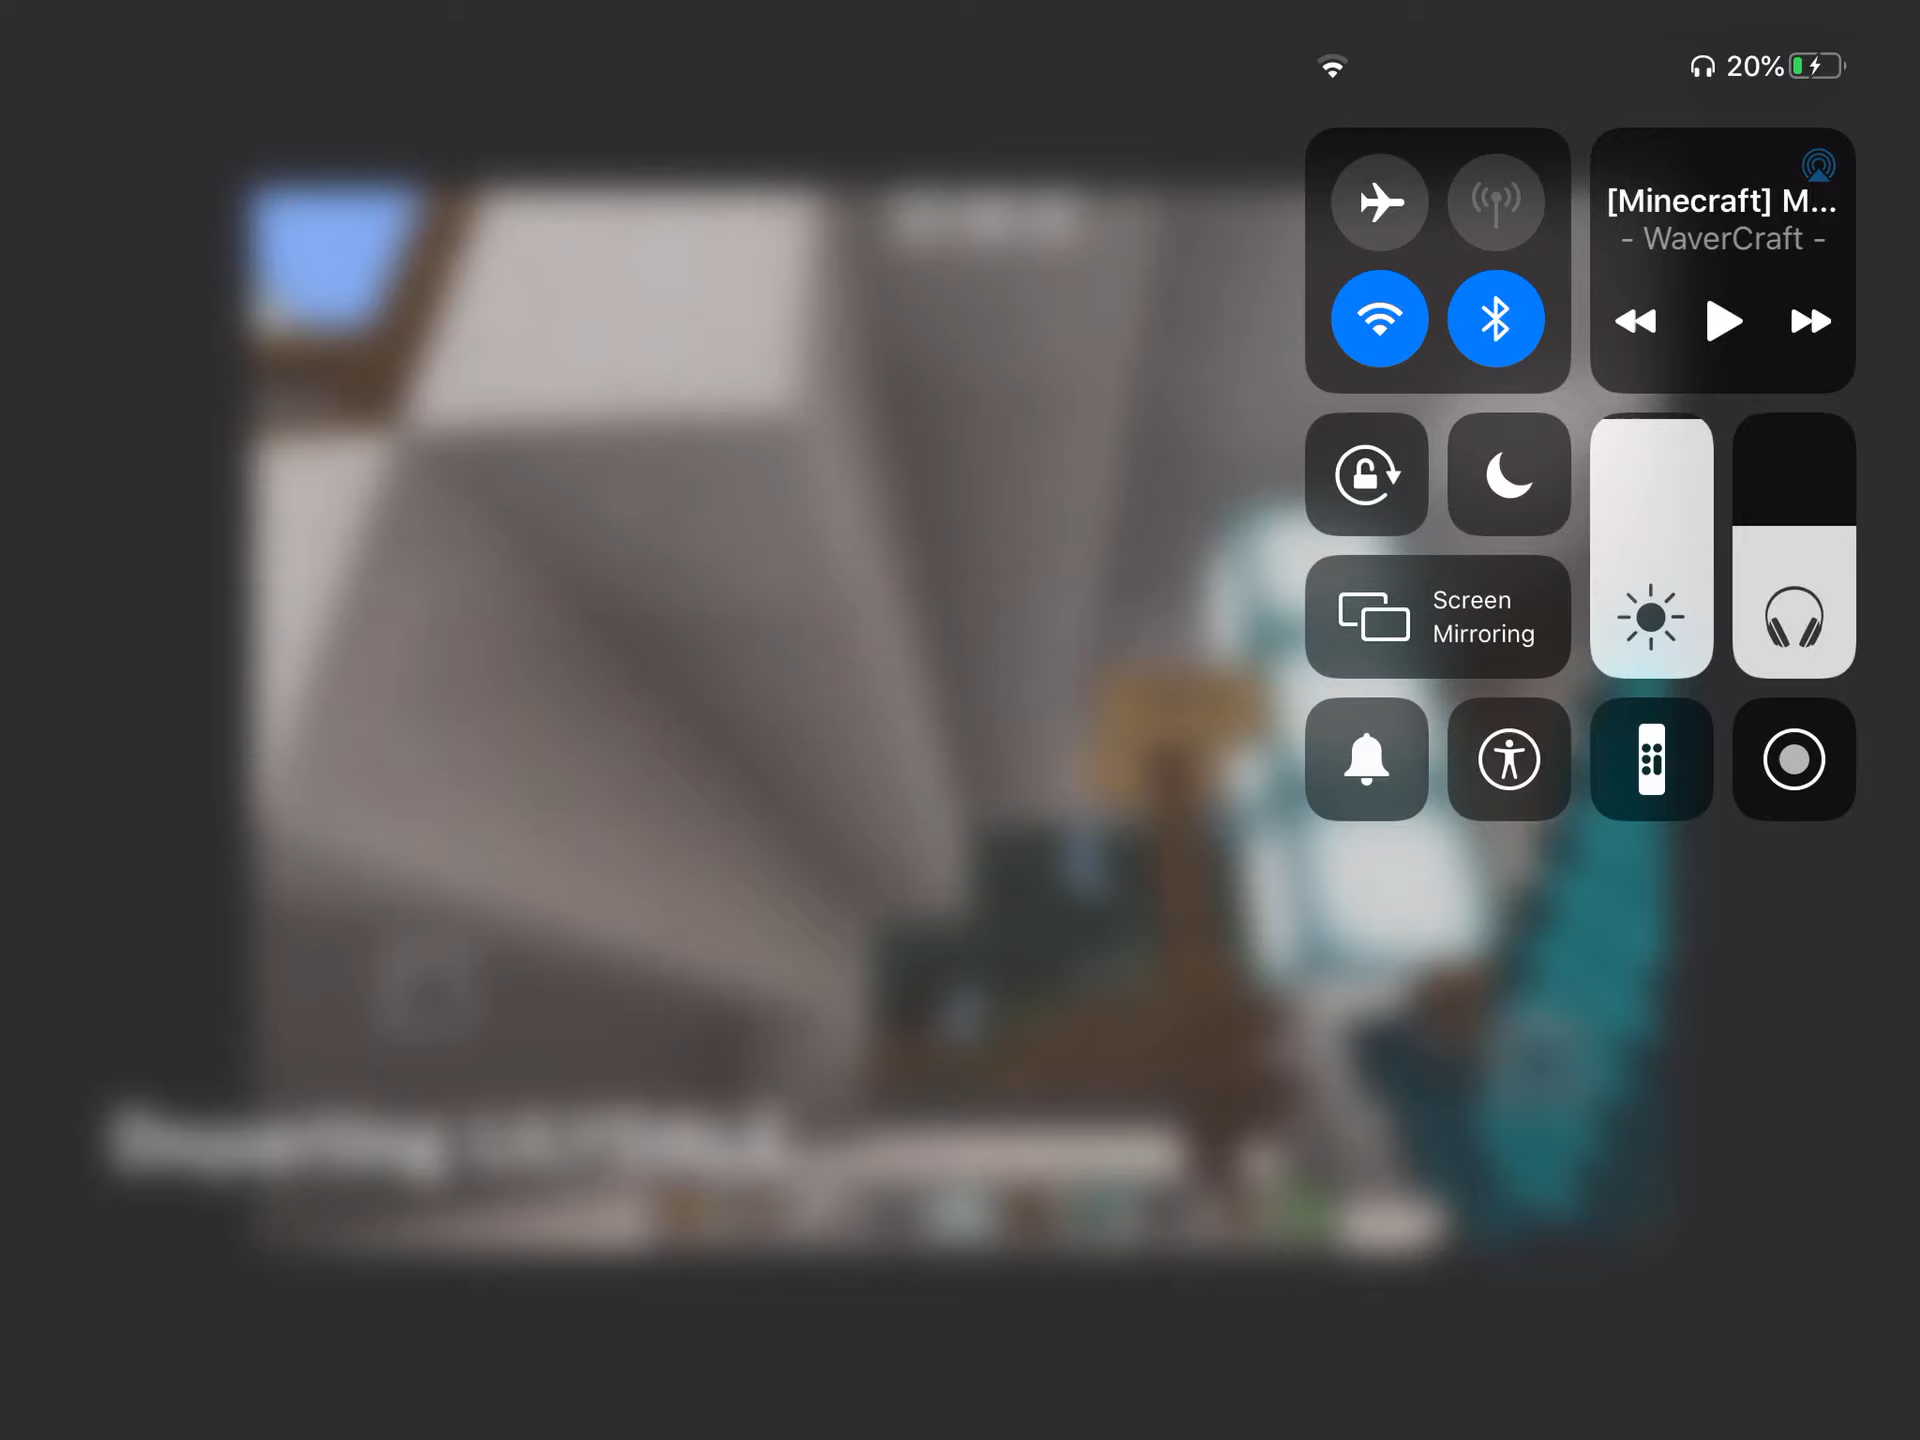 20%
[Minecraft] M...
- WaverCraft -
Screen
Mirroring